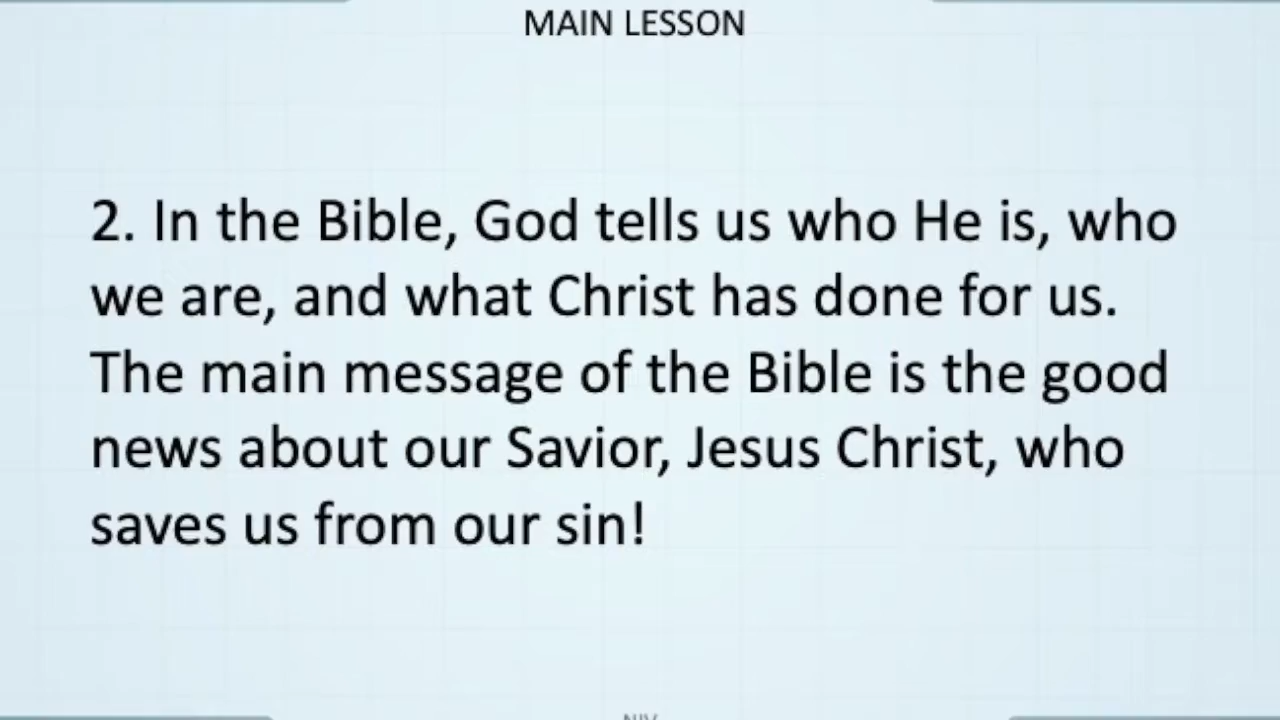 MAIN LESSON
2. In the Bible, God tells us who He is, who
we are, and what Christ has done for us.
The main message of the Bible is the good
news about our Savior, Jesus Christ, who
saves us from our sin!
NIV